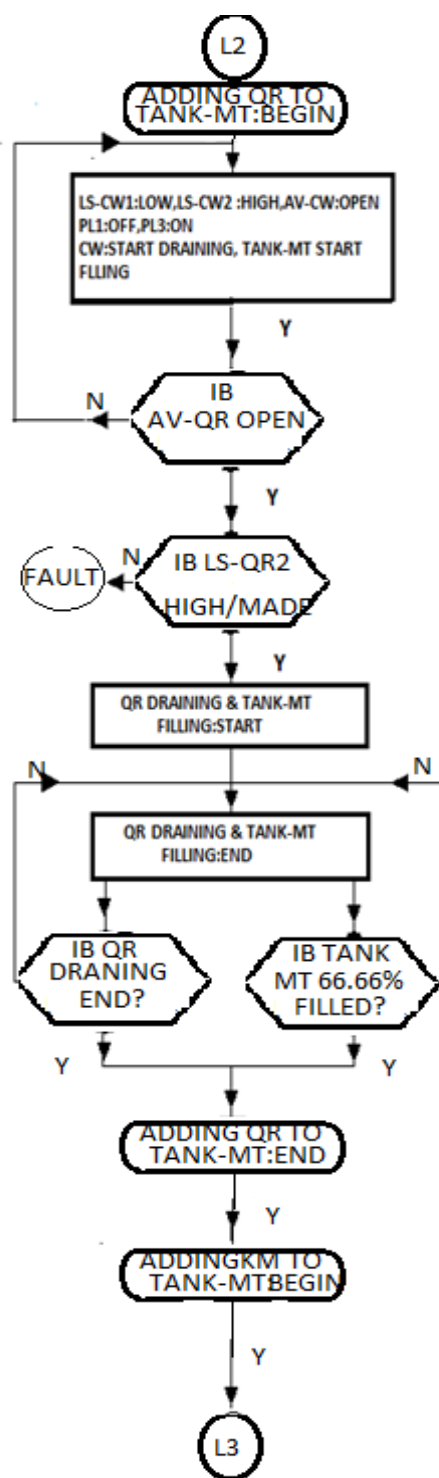 L2
ADDING QR TO
TANK-MT:BEGIN
LS-CW1:LOW,LS-CW2 :HIGH,AV-CW:OPEN
PL1:OFF,PL3:ON
CW:START DRAINING, TANK-MT START
FLLING
Y
IB
AV-QR OPEN
N
Y
IB LS-QR2
HIGH/MADE
N
FAULT
Y
QR DRAINING & TANK-MT
FILLING:START
N
N
QR DRAINING & TANK-MT
FILLING:END
IB QR
DRANING
END?
IB TANK
MT 66.66%
FILLED?
Y
Y
ADDING QR TO
TANK-MT:END
Y
ADDINGKM TO
TANK-MT:BEGIN
Y
L3